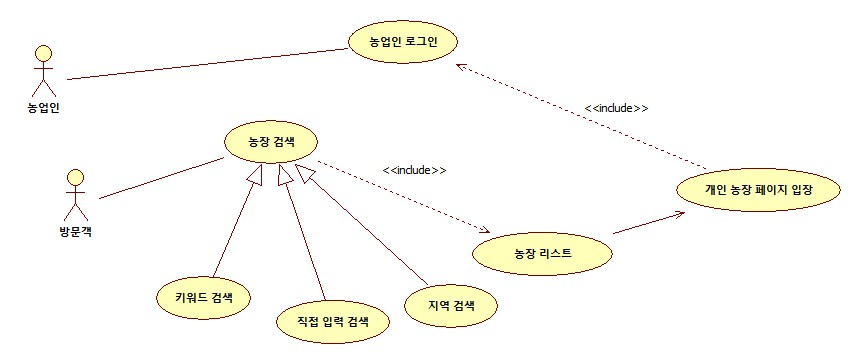 농업인 로그인
농업인
<<include>>
농장 검색
<<include>>
개인 농장 페이지 입장
방문객
농장 리스트
키워드 검색
지역 검색
직접 입력 검색